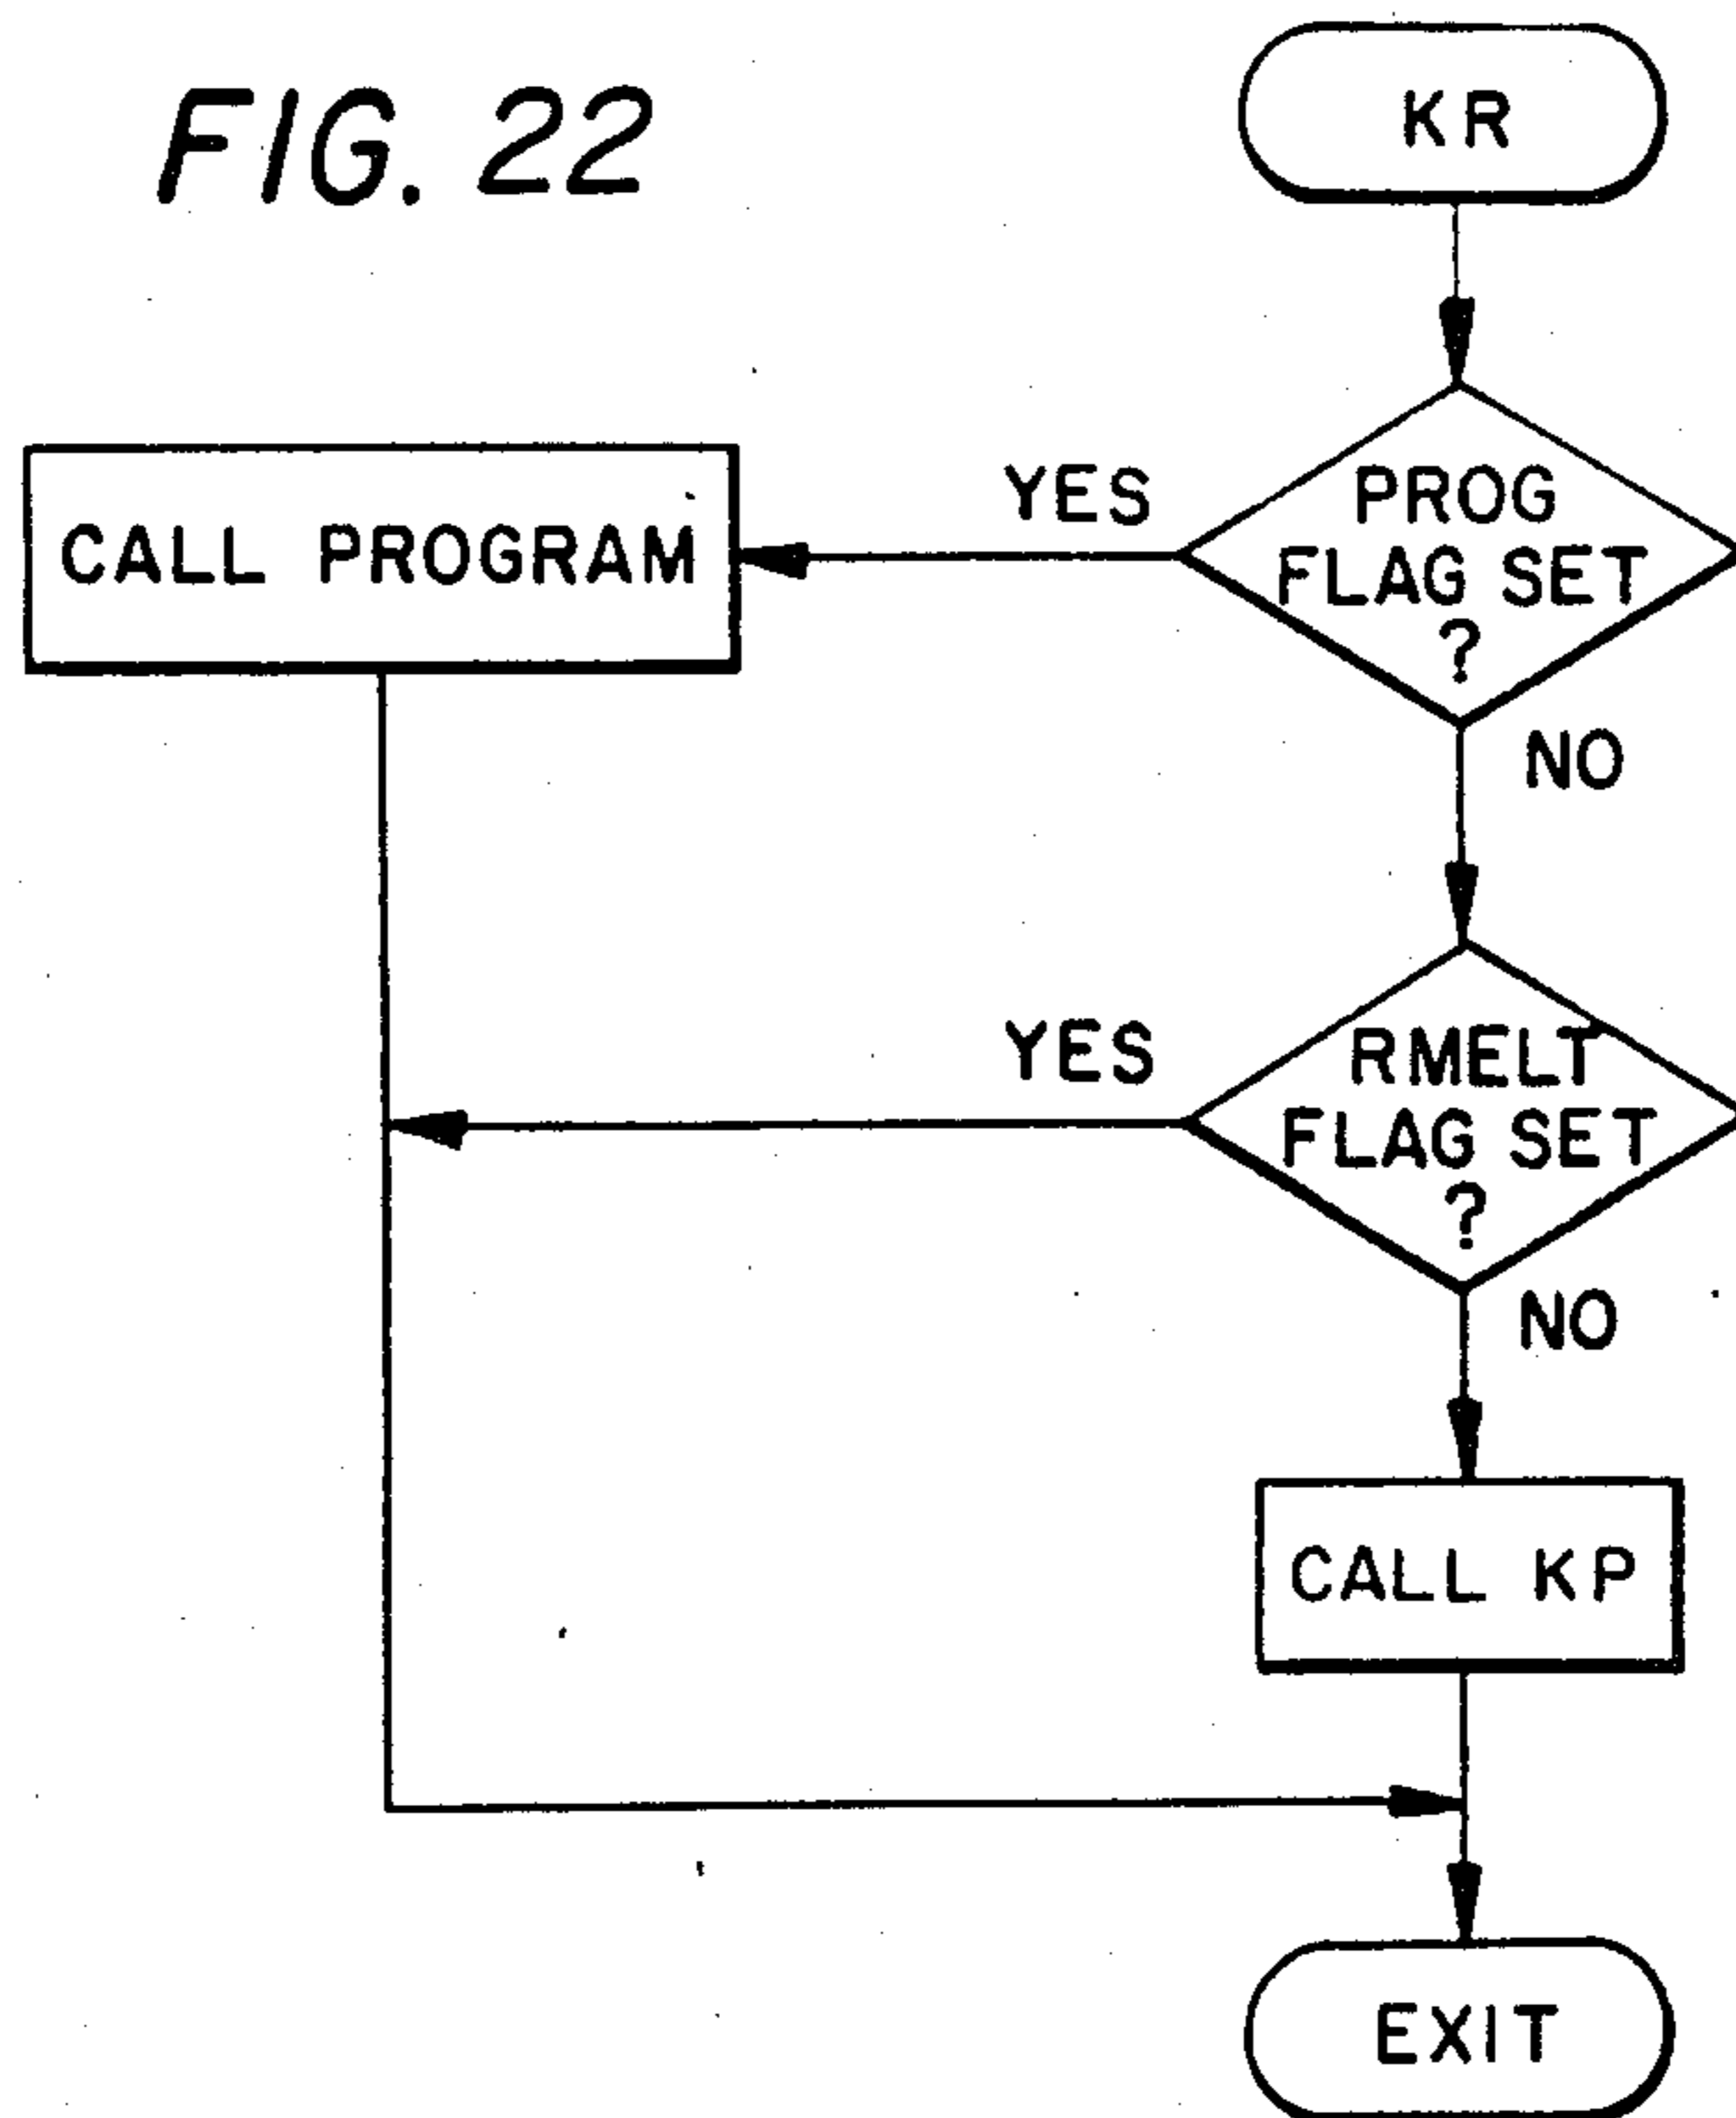 FIG. 22
KR
PROG
FLAG SET
?
YES
CALL PROGRAM
NO
RMELT
FLAG SET
?
YES
NO
CALL KP
EXIT